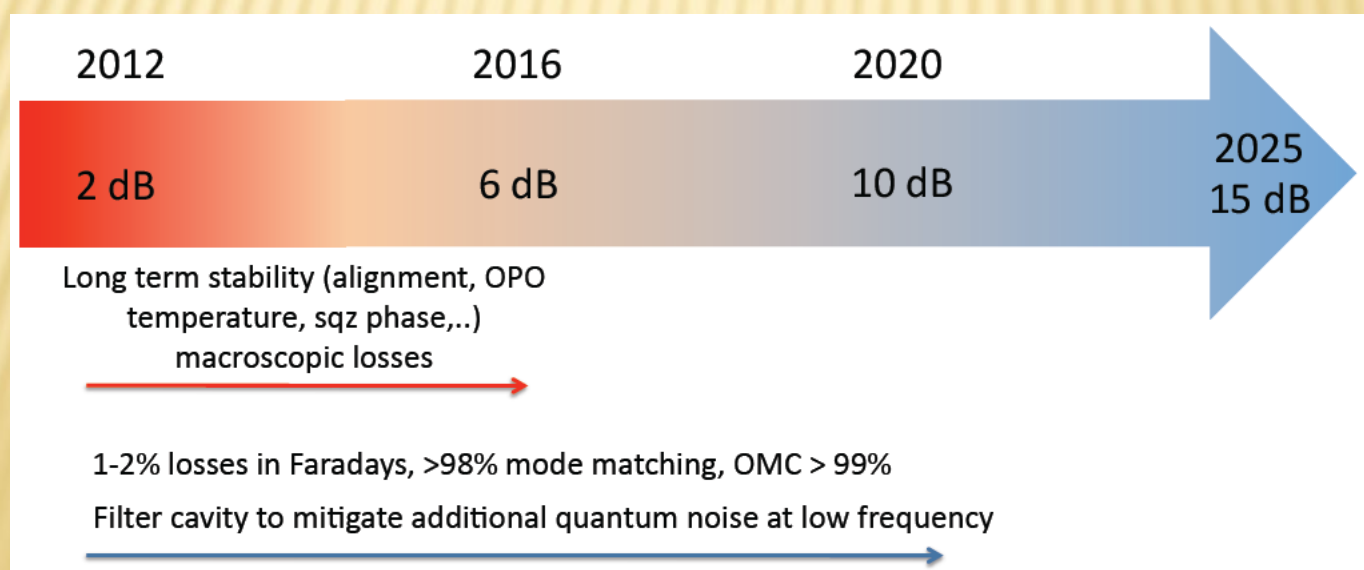 2012
2016
2020
2 dB
6 dB
10 dB
2025
15 dB
Long term stability (alignment, OPO
temperature, sqz phase,..)
macroscopic losses
1-2% losses in Faradays, >98% mode matching, OMC > 99%
Filter cavity to mitigate additional quantum noise at low frequency